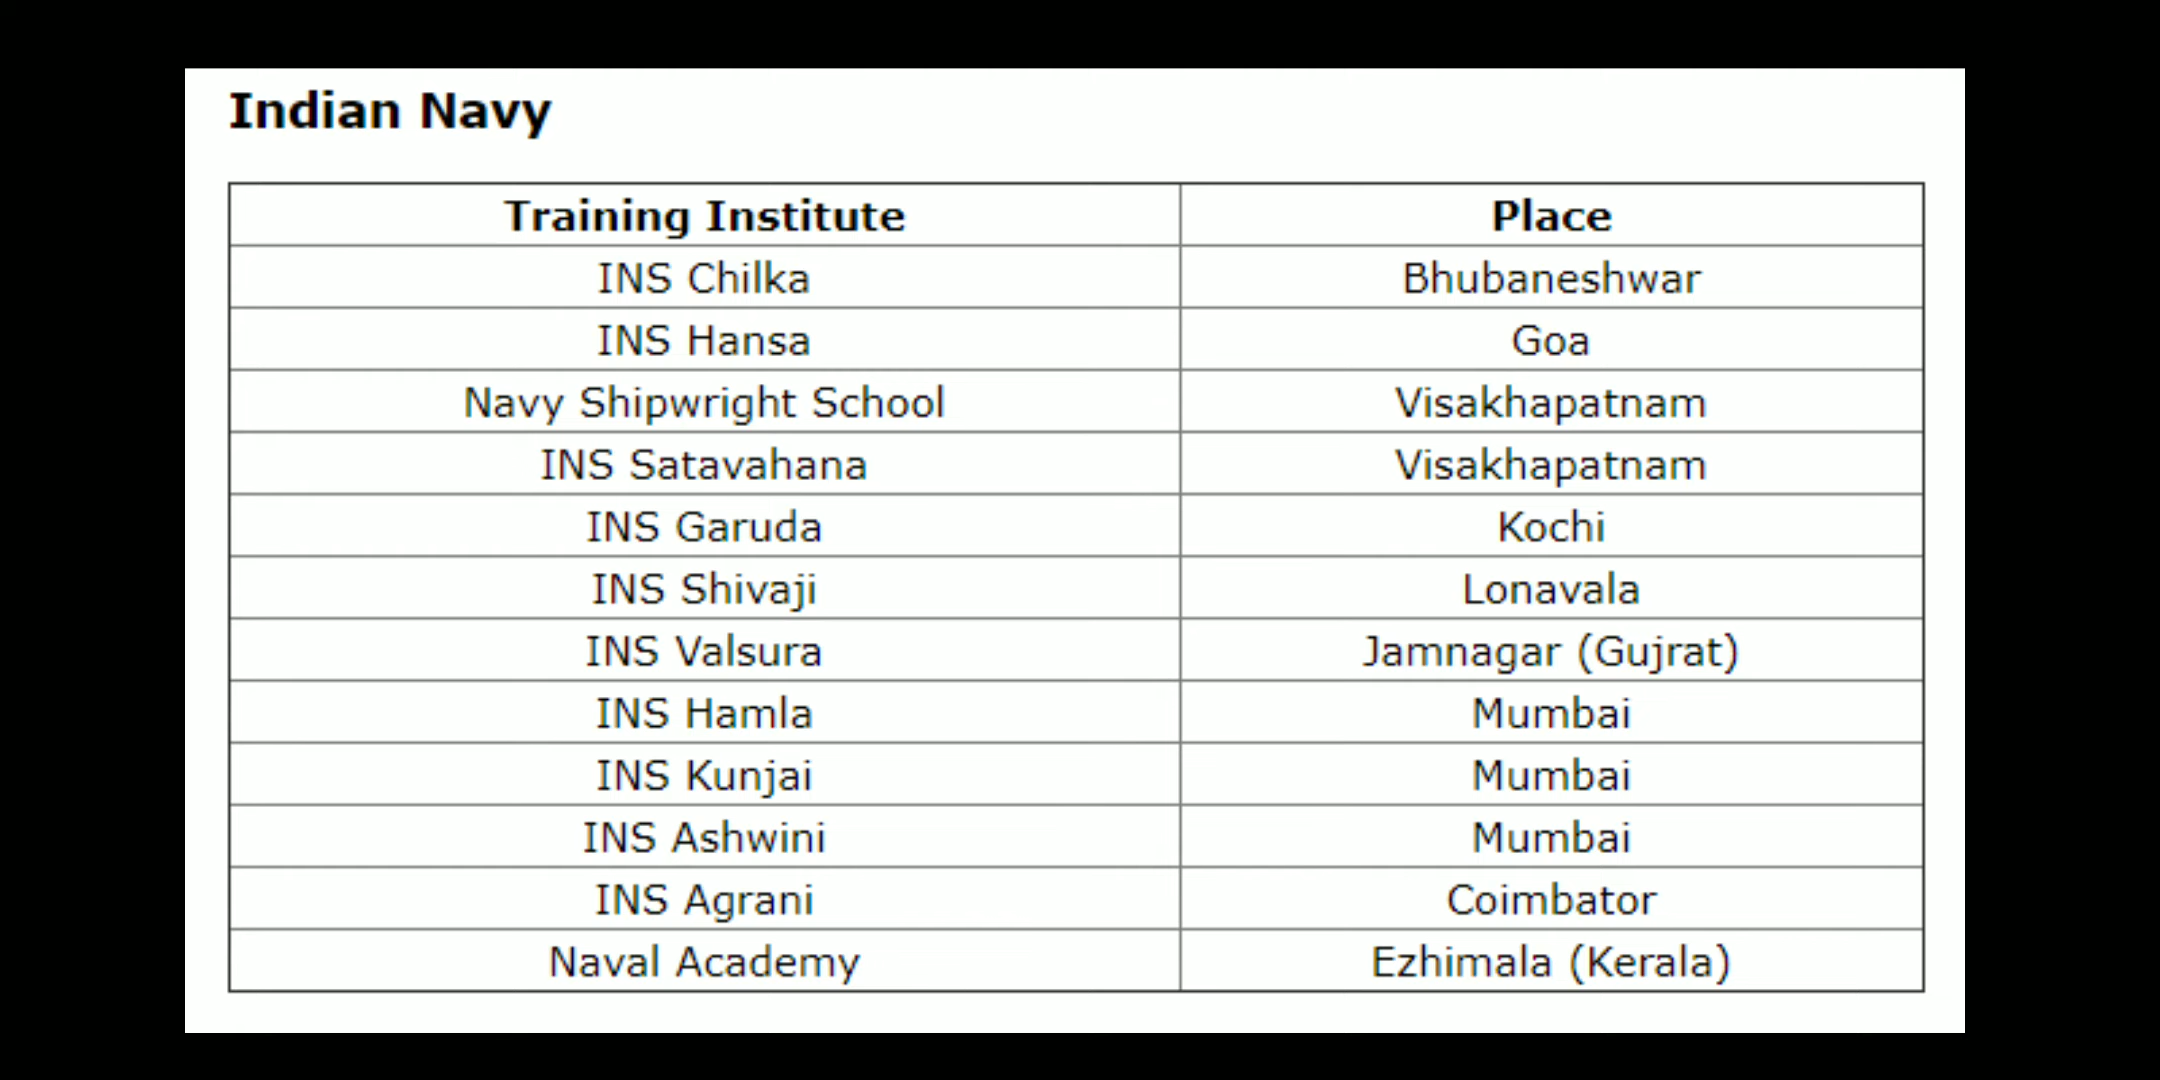 Indian Navy
Training Institute Place
INS Chilka Bhubaneshwar
INS Hansa Goa
Navy Shipwright School Visakhapatnam
INS Satavahana Visakhapatnam
INS Garuda Kochi
INS Shivaji Lonavala
INS Valsura Jamnagar (Gujrat)
INS Hamla Mumbai
INS Kunjai Mumbai
INS Ashwini Mumbai
INS Agrani Coimbator
Naval Academy Ezhimala (Kerala)